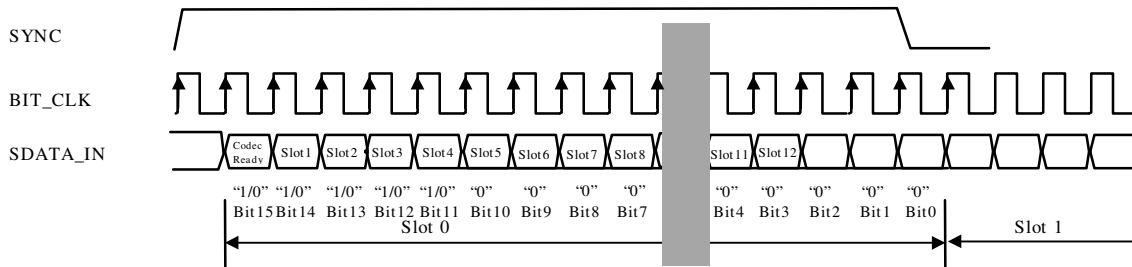 SYNC
BIT_CLK
SDATA_IN
Codec Ready Slot1 Slot2 Slot3 Slot4 Slot5 Slot6 Slot7 Slot8 Slot11 Slot12
“1/0” “1/0” “1/0” “1/0” “1/0” “0” “0” “0” “0” “0” “0” “0” “0” “0”
Bit15 Bit14 Bit13 Bit12 Bit11 Bit10 Bit9 Bit8 Bit7 Bit4 Bit3 Bit2 Bit1 Bit0
Slot 0 Slot 1